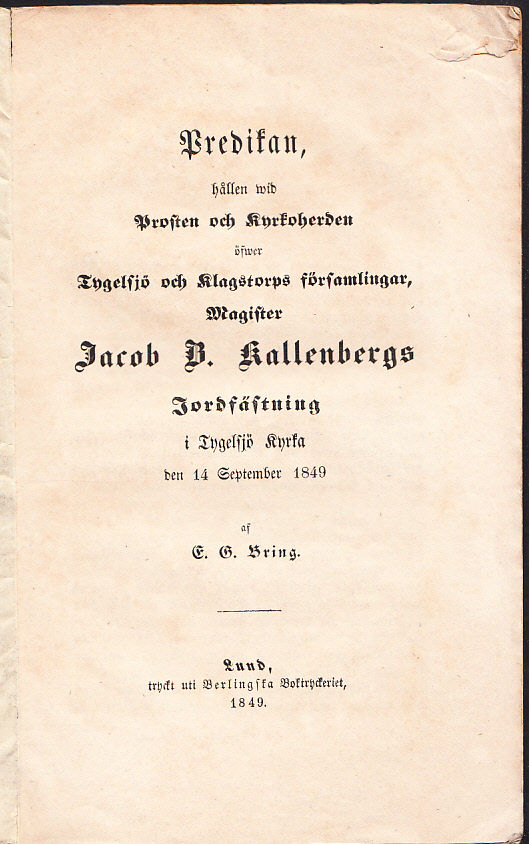 Predikan,
hållen wid
Prosten och Kyrkoherden
öfwer
Tygelsjö och Klagstorps församlingar,
Magister
Jacob B. Kallenbergs
Jordfästning
i Tygelsjö Kyrka
den 14 September 1849
af
E. G. Bring.
Lund,
tryckt uti Berlingska Boktryckeriet,
1849.